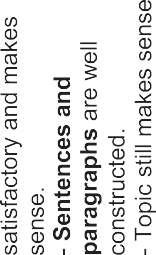 satisfactory and makes
sense.
- Sentences and
paragraphs are well
constructed.
- Topic still makes sense